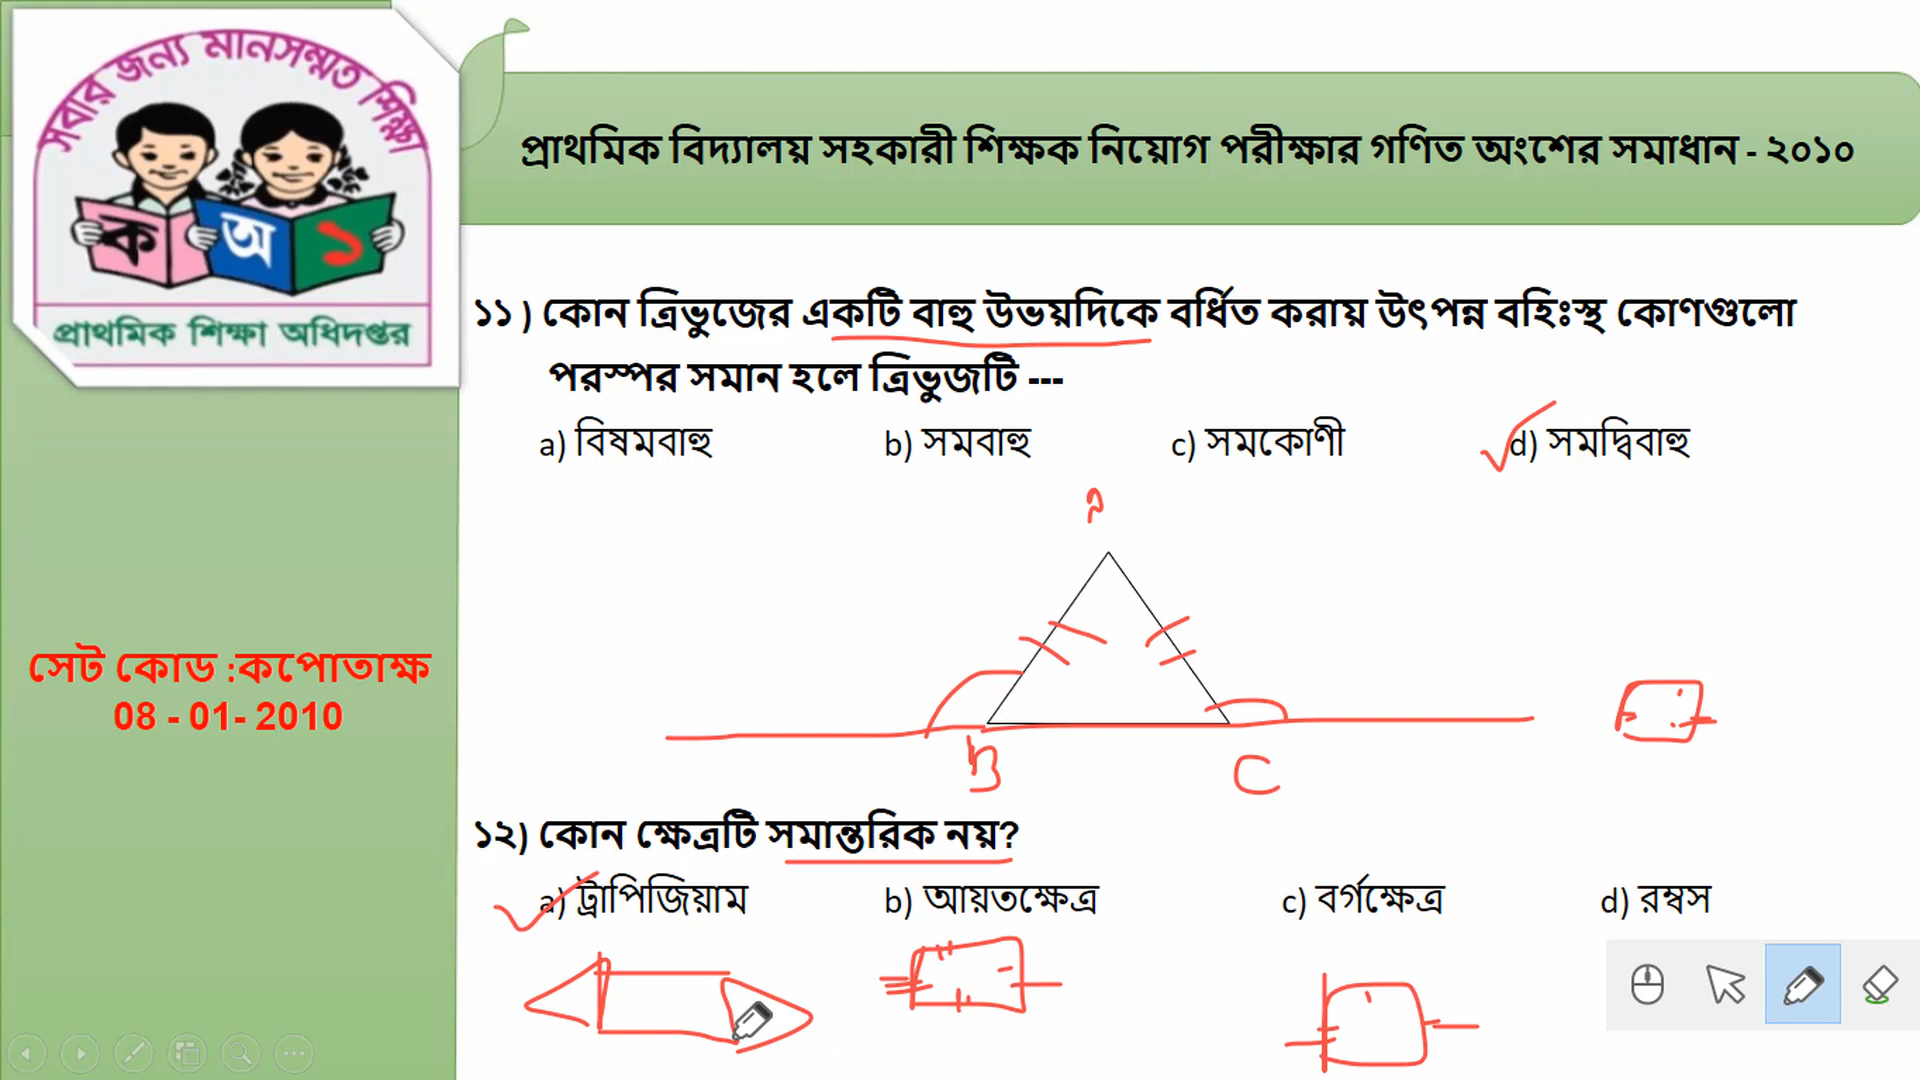 সবার জন্য মানসম্মত শিক্ষা
ক অ ১
প্রাথমিক শিক্ষা অধিদপ্তর
প্রাথমিক বিদ্যালয় সহকারী শিক্ষক নিয়োগ পরীক্ষার গণিত অংশের সমাধান - ২০১০
সেট কোড :কপোতাক্ষ
08 - 01- 2010
১১ ) কোন ত্রিভুজের একটি বাহু উভয়দিকে বর্ধিত করায় উৎপন্ন বহিঃস্থ কোণগুলো
পরস্পর সমান হলে ত্রিভুজটি ---
a) বিষমবাহু b) সমবাহু c) সমকোণী d) সমদ্বিবাহু
B C
১২) কোন ক্ষেত্রটি সমান্তরিক নয়?
a) ট্রাপিজিয়াম b) আয়তক্ষেত্র c) বর্গক্ষেত্র d) রম্বস